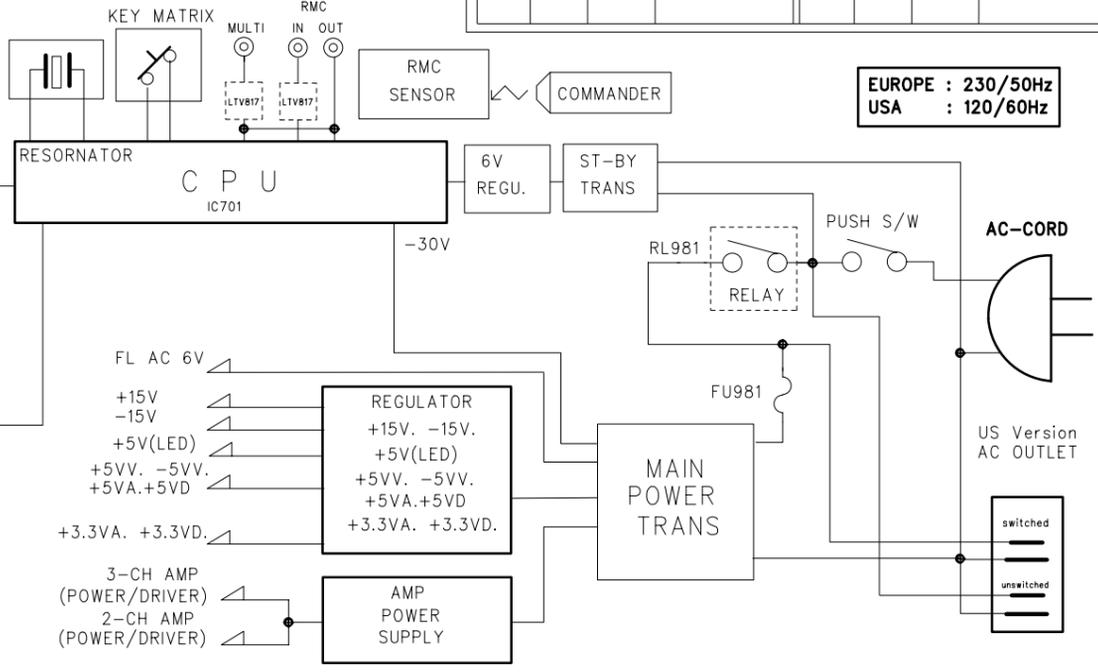 KEY MATRIX
RMC
MULTI
IN OUT
LTV817
LTV817
RMC
SENSOR
COMMANDER
EUROPE : 230/50Hz
USA : 120/60Hz
RESORNATOR
C P U
IC701
6V
REGU.
ST-BY
TRANS
-30V
RL981
RELAY
PUSH S/W
AC-CORD
FL AC 6V
FU981
+15V
-15V
+5V(LED)
+5VV. -5VV.
+5VA.+5VD
+3.3VA. +3.3VD.
REGULATOR
+15V. -15V.
+5V(LED)
+5VV. -5VV.
+5VA.+5VD
+3.3VA. +3.3VD.
MAIN
POWER
TRANS
US Version
AC OUTLET
switched
unswitched
3-CH AMP
(POWER/DRIVER)
2-CH AMP
(POWER/DRIVER)
AMP
POWER
SUPPLY